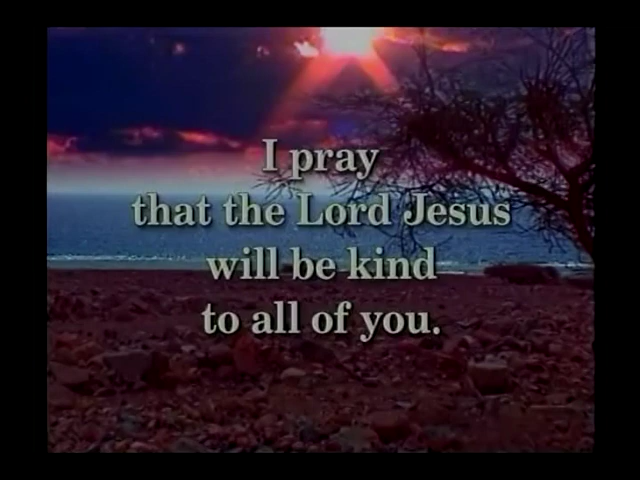 I pray
that the Lord Jesus
will be kind
to all of you.